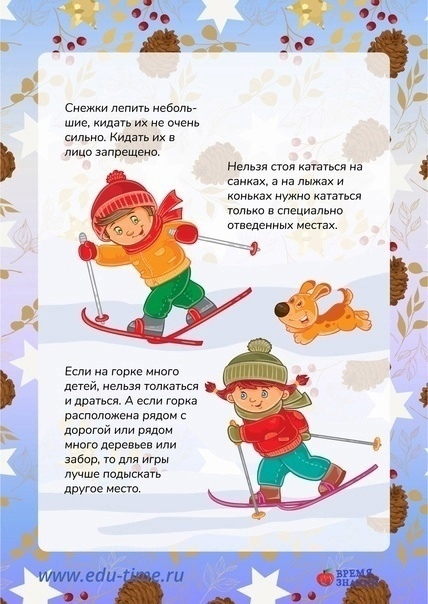 Снежки лепить неболь-
шие, кидать их не очень
сильно. Кидать их в
лицо запрещено.
Нельзя стоя кататься на
санках, а на лыжах и
коньках нужно кататься
только в специально
отведенных местах.
Если на горке много
детей, нельзя толкаться
и драться. А если горка
расположена рядом с
дорогой или рядом
много деревьев или
забор, то для игры
лучше подыскать
другое место.
www.edu-time.ru
ВРЕМЯ
ЗНАНИЙ